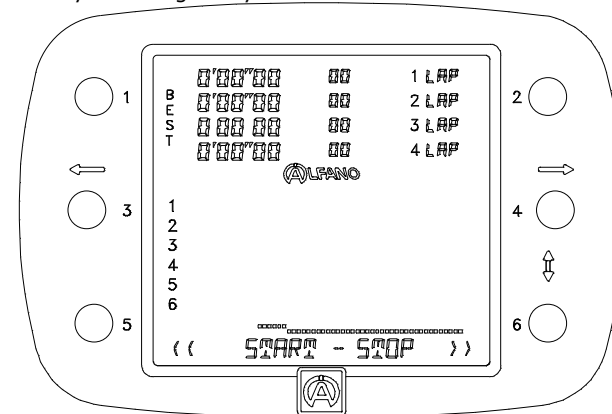 0'00"00 00 1 LAP
0'00"00 00 2 LAP
0 00 00 00 3 LAP
0'00"00 00 4 LAP
BEST
ALFANO
1
2
3
4
5
6
<< START - STOP >>
1
2
3
4
5
6
A